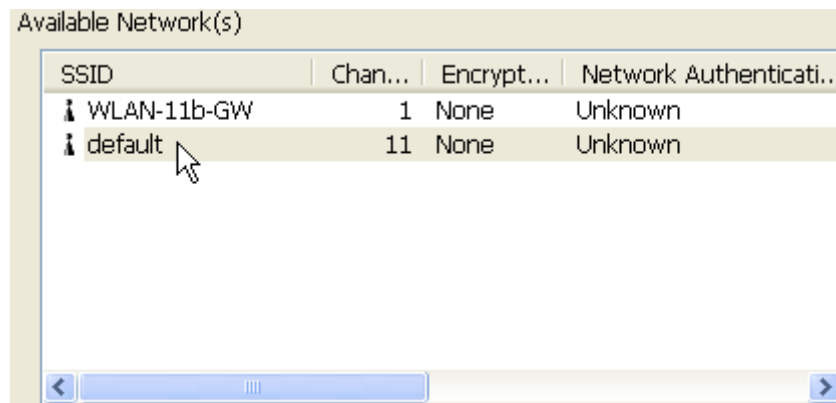 Available Network(s)
SSID Chan... Encrypt... Network Authenticati...
WLAN-11b-GW 1 None Unknown
default 11 None Unknown